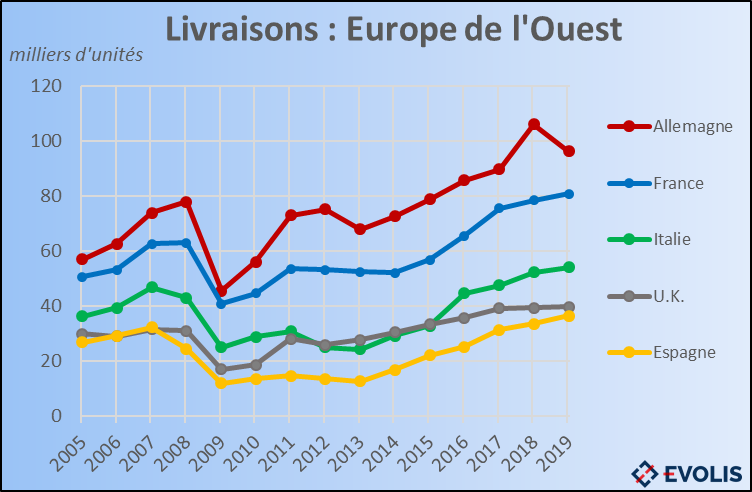 Livraisons : Europe de l'Ouest
milliers d'unités
120
100
80
60
40
20
0
2005
2006
2007
2008
2009
2010
2011
2012
2013
2014
2015
2016
2017
2018
2019
Allemagne
France
Italie
U.K.
Espagne
EVOLIS